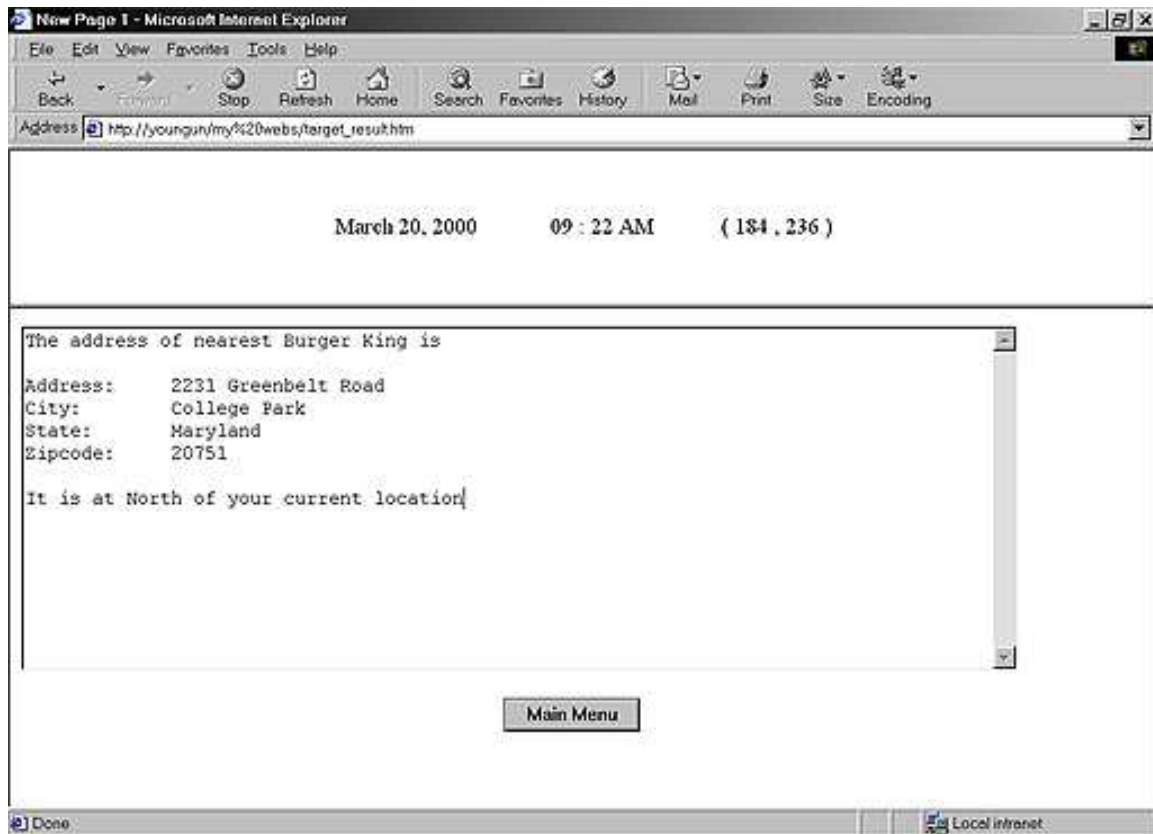 New Page 1 - Microsoft Internet Explorer
File Edit View Favorites Tools Help
Back Forward Stop Refresh Home Search Favorites History Mail Print Size Encoding
Address http://youngun/my%20webs/target_result.htm
March 20, 2000 09 : 22 AM ( 184 , 236 )
The address of nearest Burger King is
Address: 2231 Greenbelt Road
City: College Park
State: Maryland
Zipcode: 20751
It is at North of your current location
Main Menu
Done Local intranet